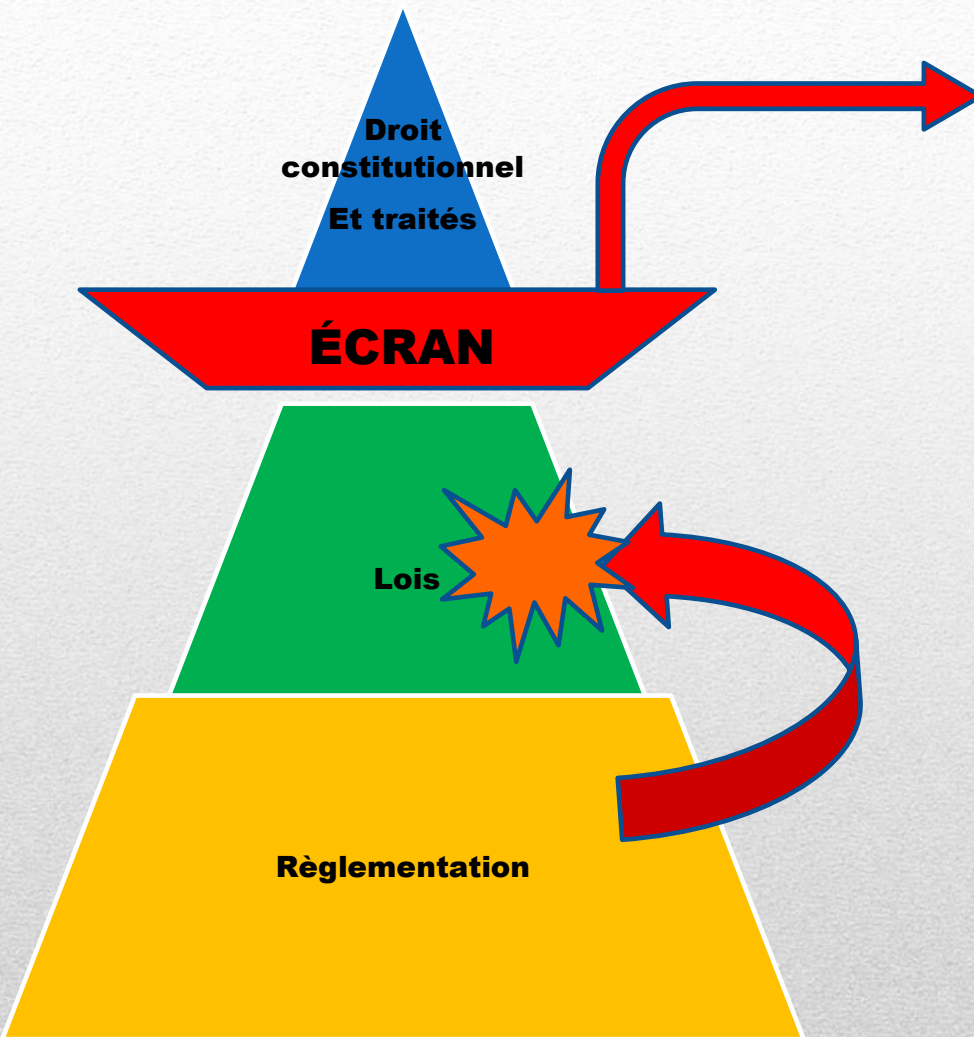 Droit
constitutionnel
Et traités
ÉCRAN
Lois
Règlementation